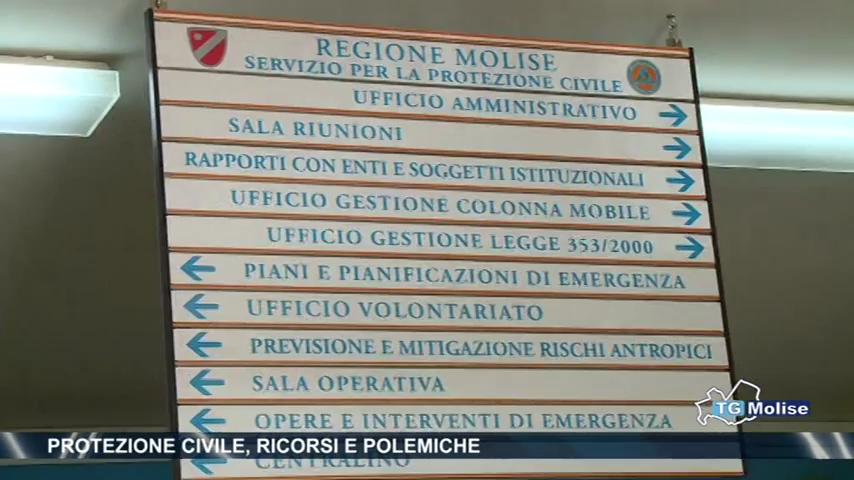 REGIONE MOLISE
SERVIZIO PER LA PROTEZIONE CIVILE
UFFICIO AMMINISTRATIVO
SALA RIUNIONI
RAPPORTI CON ENTI E SOGGETTI ISTITUZIONALI
UFFICIO GESTIONE COLONNA MOBILE
UFFICIO GESTIONE LEGGE 353/2000
PIANI E PIANIFICAZIONI DI EMERGENZA
UFFICIO VOLONTARIATO
PREVISIONE E MITIGAZIONE RISCHI ANTROPICI
SALA OPERATIVA
OPERE E INTERVENTI DI EMERGENZA
TG Molise
PROTEZIONE CIVILE, RICORSI E POLEMICHE
CENTRALINO